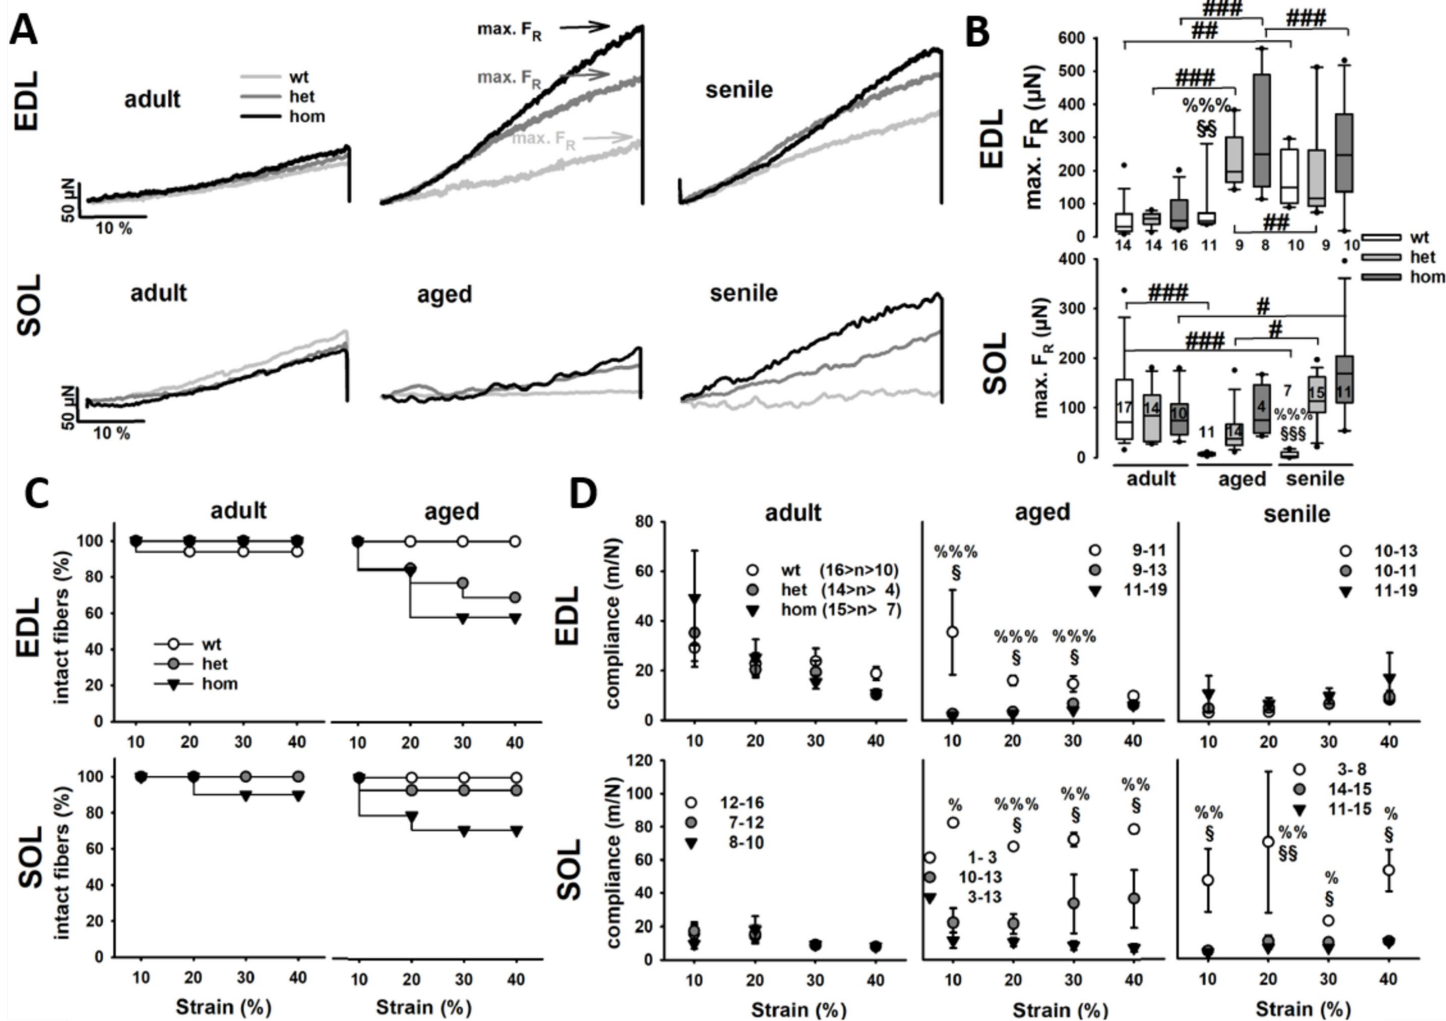 A
EDL
adult
wt
het
hom
max. FR
max. FR
max. FR
senile
50 µN
10 %
SOL
adult
aged
senile
50 µN
10 %
B
EDL
max. FR (µN)
600
500
400
300
200
100
0
###
###
##
###
%%%
§§
##
14 14 16 11 9 8 10 9 10
wt
het
hom
SOL
max. FR (µN)
400
300
200
100
0
###
#
#
###
17 14 10 11 14 4 7 15 11
%%%
§§§
adult aged senile
C
adult aged
EDL
intact fibers (%)
100
80
60
40
20
0
wt
het
hom
10 20 30 40 10 20 30 40
SOL
intact fibers (%)
100
80
60
40
20
0
10 20 30 40 10 20 30 40
Strain (%) Strain (%)
D
adult aged senile
EDL
compliance (m/N)
80
60
40
20
0
wt (16>n>10)
het (14>n> 4)
hom (15>n> 7)
%%%
§
%%%
§
%%%
§
9-11
9-13
11-19
10-13
10-11
11-19
10 20 30 40 10 20 30 40 10 20 30 40
SOL
compliance (m/N)
120
100
80
60
40
20
0
12-16
7-12
8-10
%
%%%
§
%%
§
%%
§
1- 3
10-13
3-13
3- 8
14-15
11-15
%%
§
%%
§§
%
§
%
§
10 20 30 40 10 20 30 40 10 20 30 40
Strain (%) Strain (%) Strain (%)